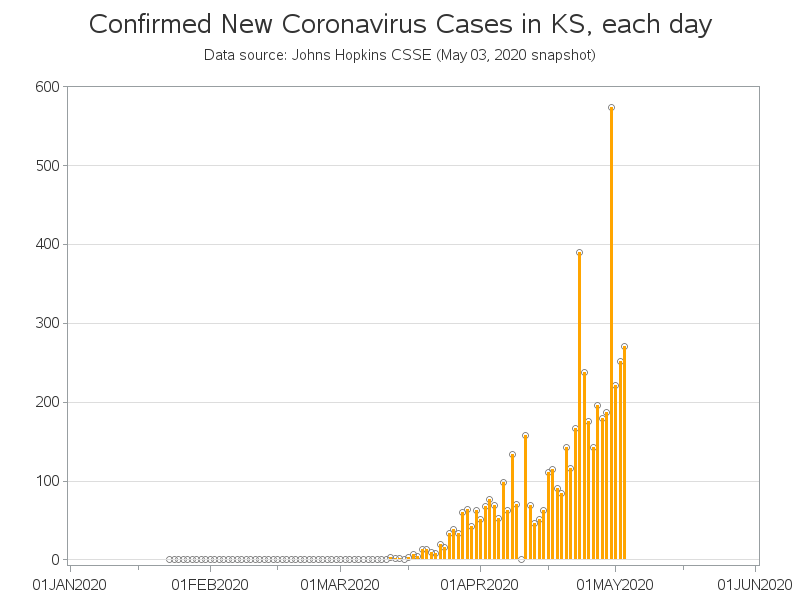 Confirmed New Coronavirus Cases in KS, each day
Data source: Johns Hopkins CSSE (May 03, 2020 snapshot)
600
500
400
300
200
100
0
01JAN2020 01FEB2020 01MAR2020 01APR2020 01MAY2020 01JUN2020